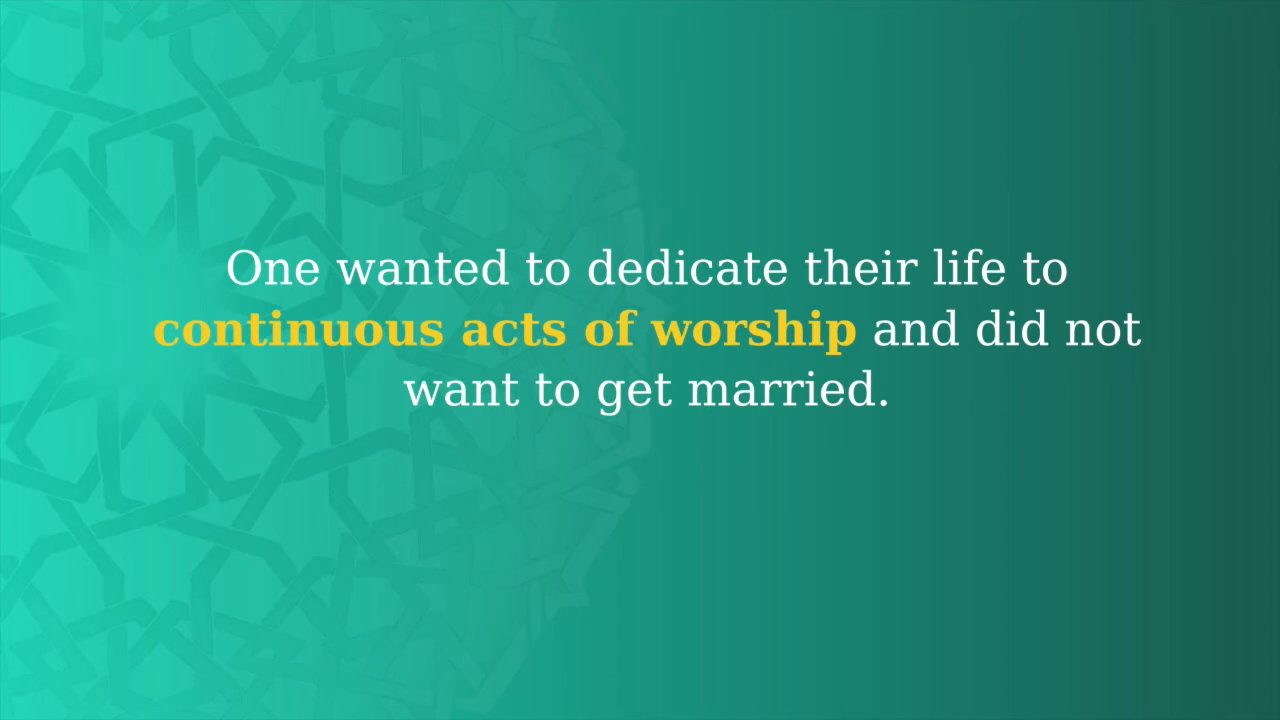 One wanted to dedicate their life to
continuous acts of worship and did not
want to get married.